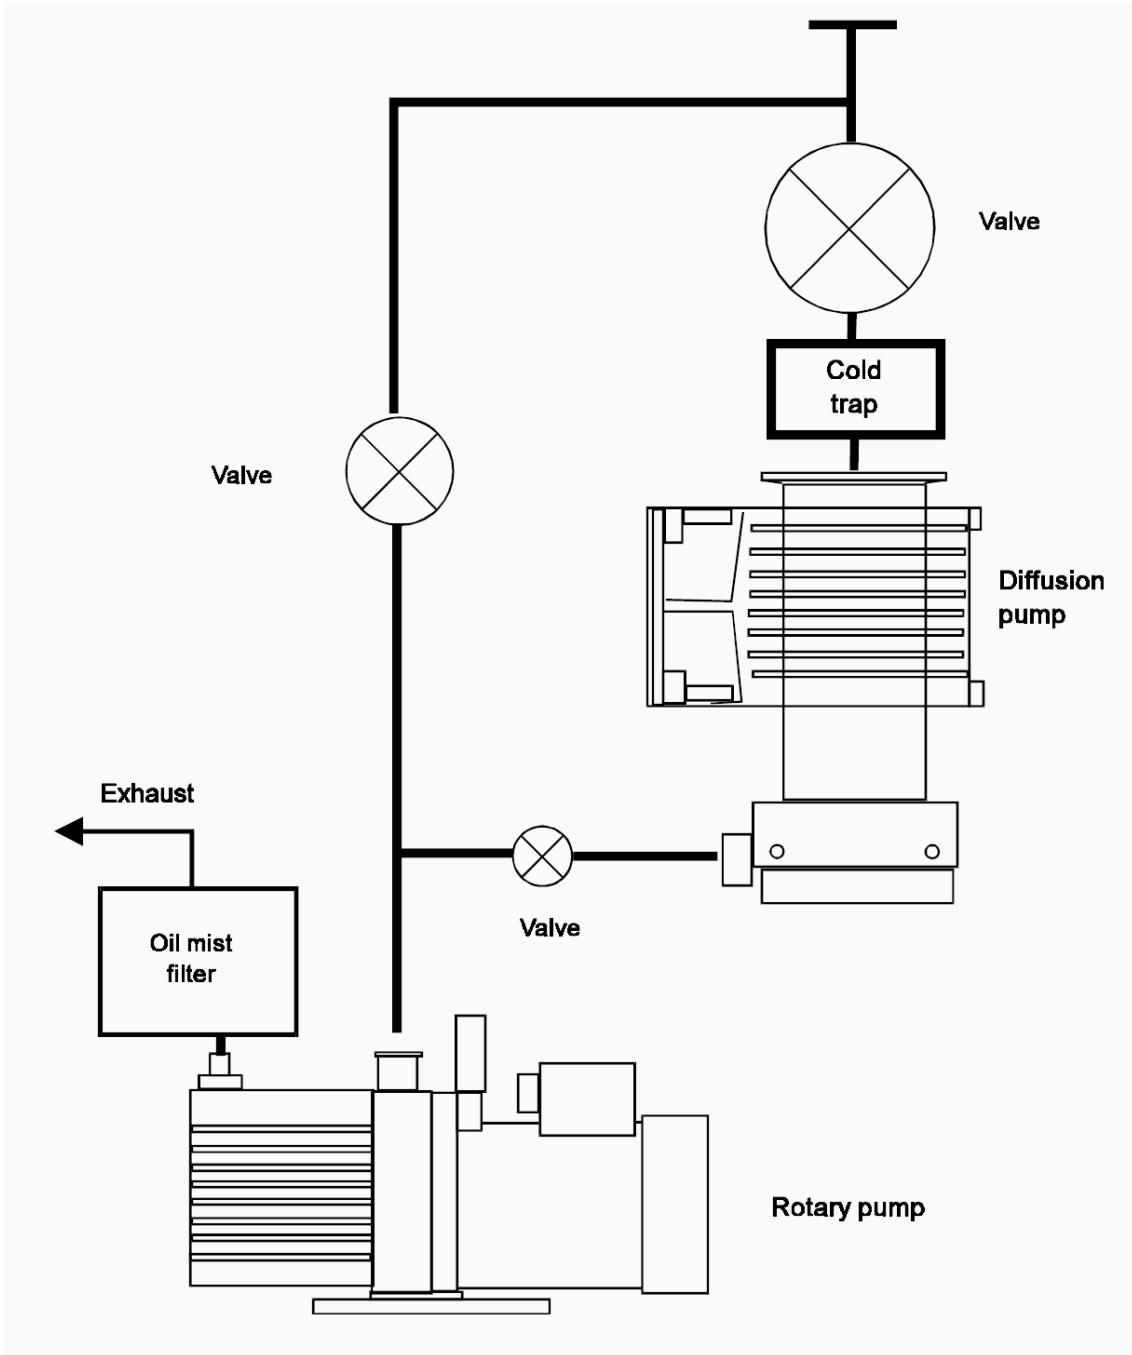 Valve
Cold
trap
Valve
Diffusion
pump
Exhaust
Valve
Oil mist
filter
Rotary pump